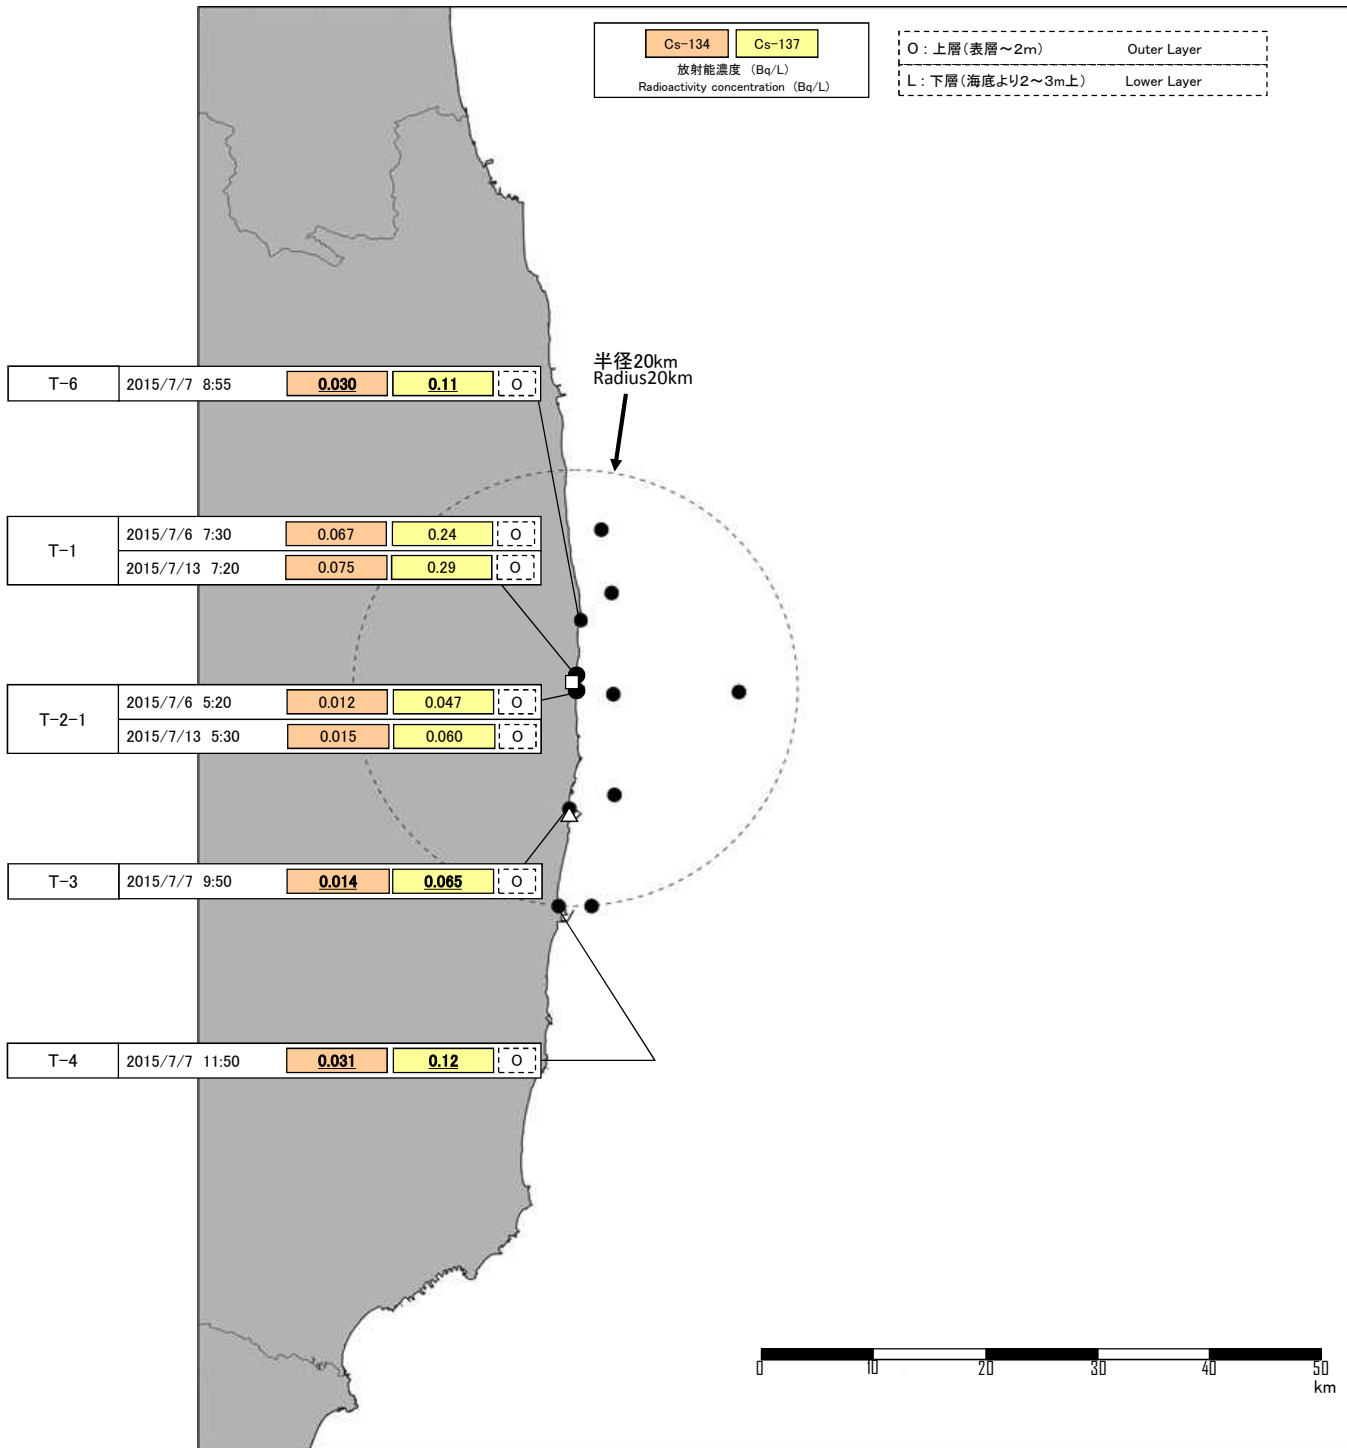 Cs-134 Cs-137
放射能濃度 (Bq/L)
Radioactivity concentration (Bq/L)
O : 上層(表層～2m) Outer Layer
L : 下層(海底より2～3m上) Lower Layer
半径20km
Radius20km
T-6 2015/7/7 8:55 0.030 0.11 O
T-1 2015/7/6 7:30 0.067 0.24 O
2015/7/13 7:20 0.075 0.29 O
T-2-1 2015/7/6 5:20 0.012 0.047 O
2015/7/13 5:30 0.015 0.060 O
T-3 2015/7/7 9:50 0.014 0.065 O
T-4 2015/7/7 11:50 0.031 0.12 O
0 10 20 30 40 50
km